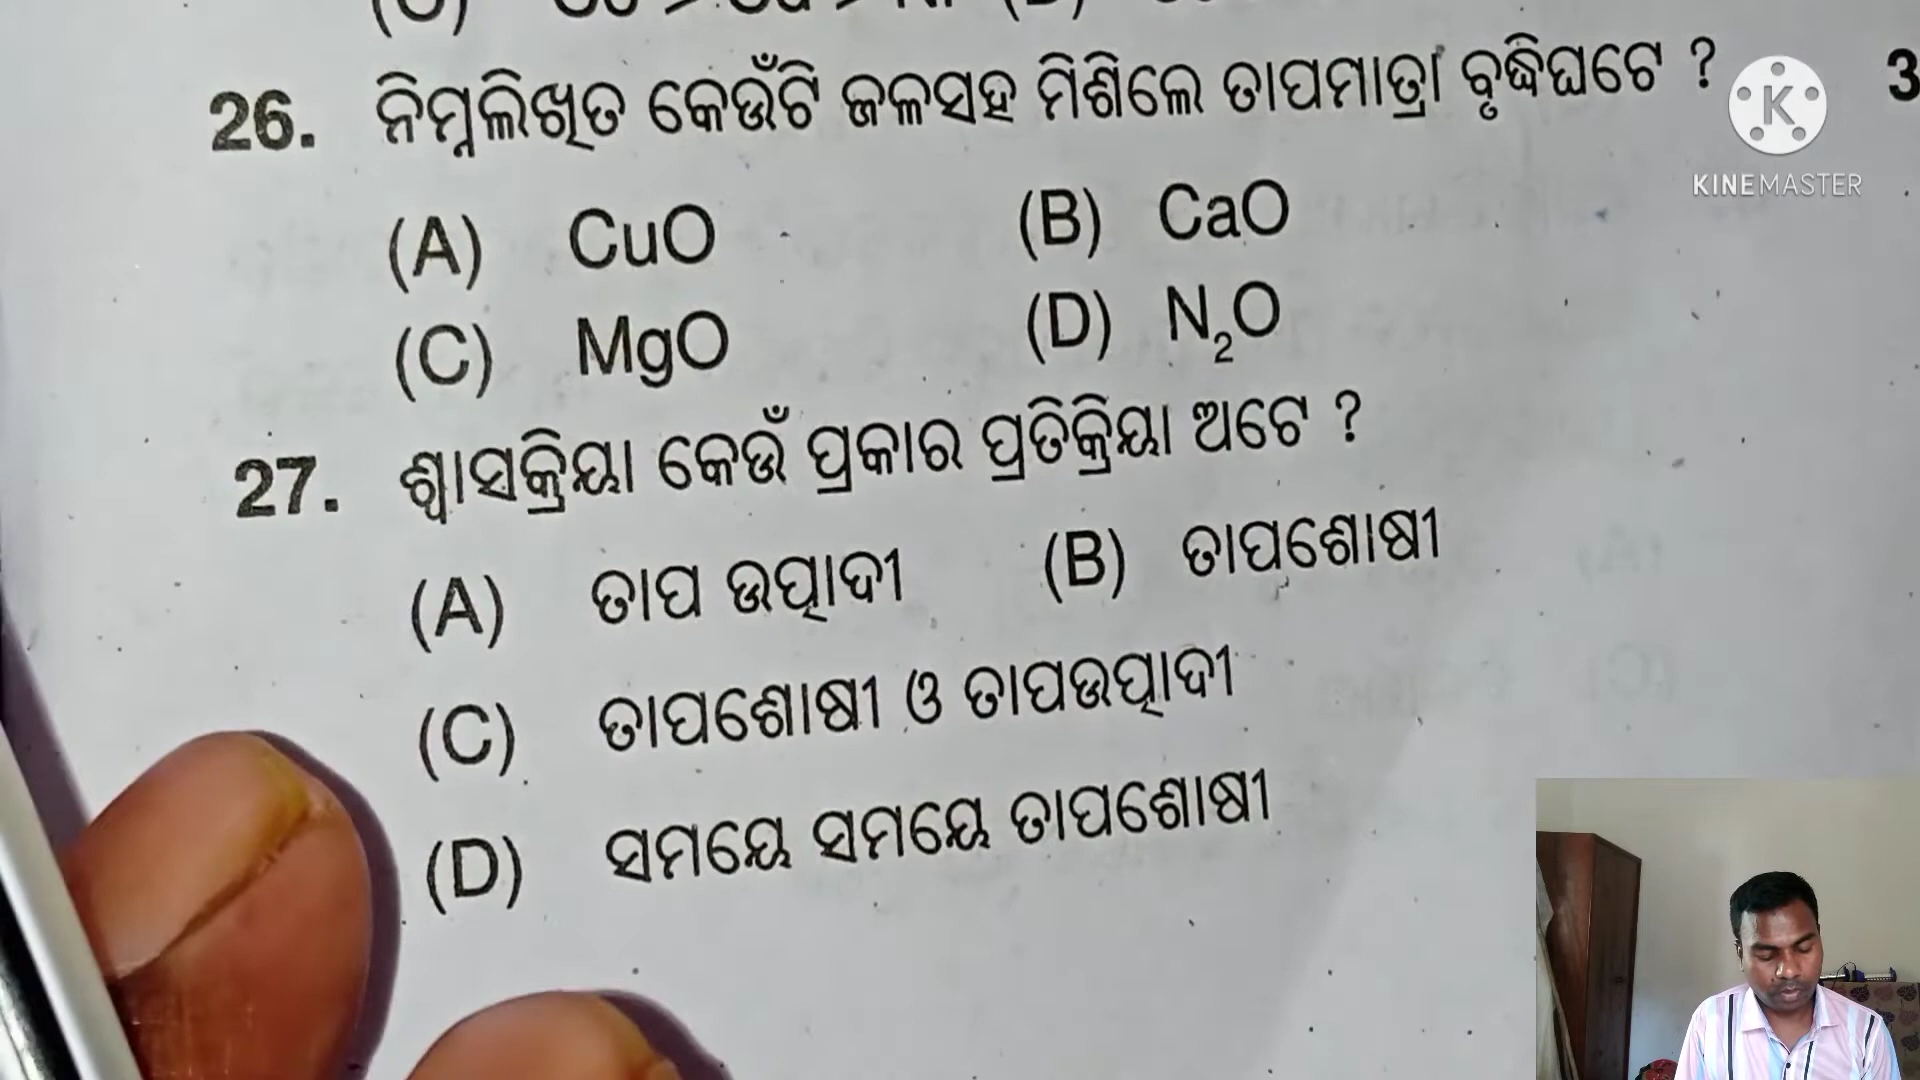 26. ନିମ୍ନଲିଖିତ କେଉଁଟି ଜଳସହ ମିଶିଲେ ତାପମାତ୍ରା ବୃଦ୍ଧିଘଟେ ? 3
KINEMASTER
(A) CuO (B) CaO
(C) MgO (D) N₂O
27. ଶ୍ୱାସକ୍ରିୟା କେଉଁ ପ୍ରକାର ପ୍ରତିକ୍ରିୟା ଅଟେ ?
(A) ତାପ ଉତ୍ପାଦୀ (B) ତାପଶୋଷୀ
(C) ତାପଶୋଷୀ ଓ ତାପଉତ୍ପାଦୀ
(D) ସମୟେ ସମୟେ ତାପଶୋଷୀ